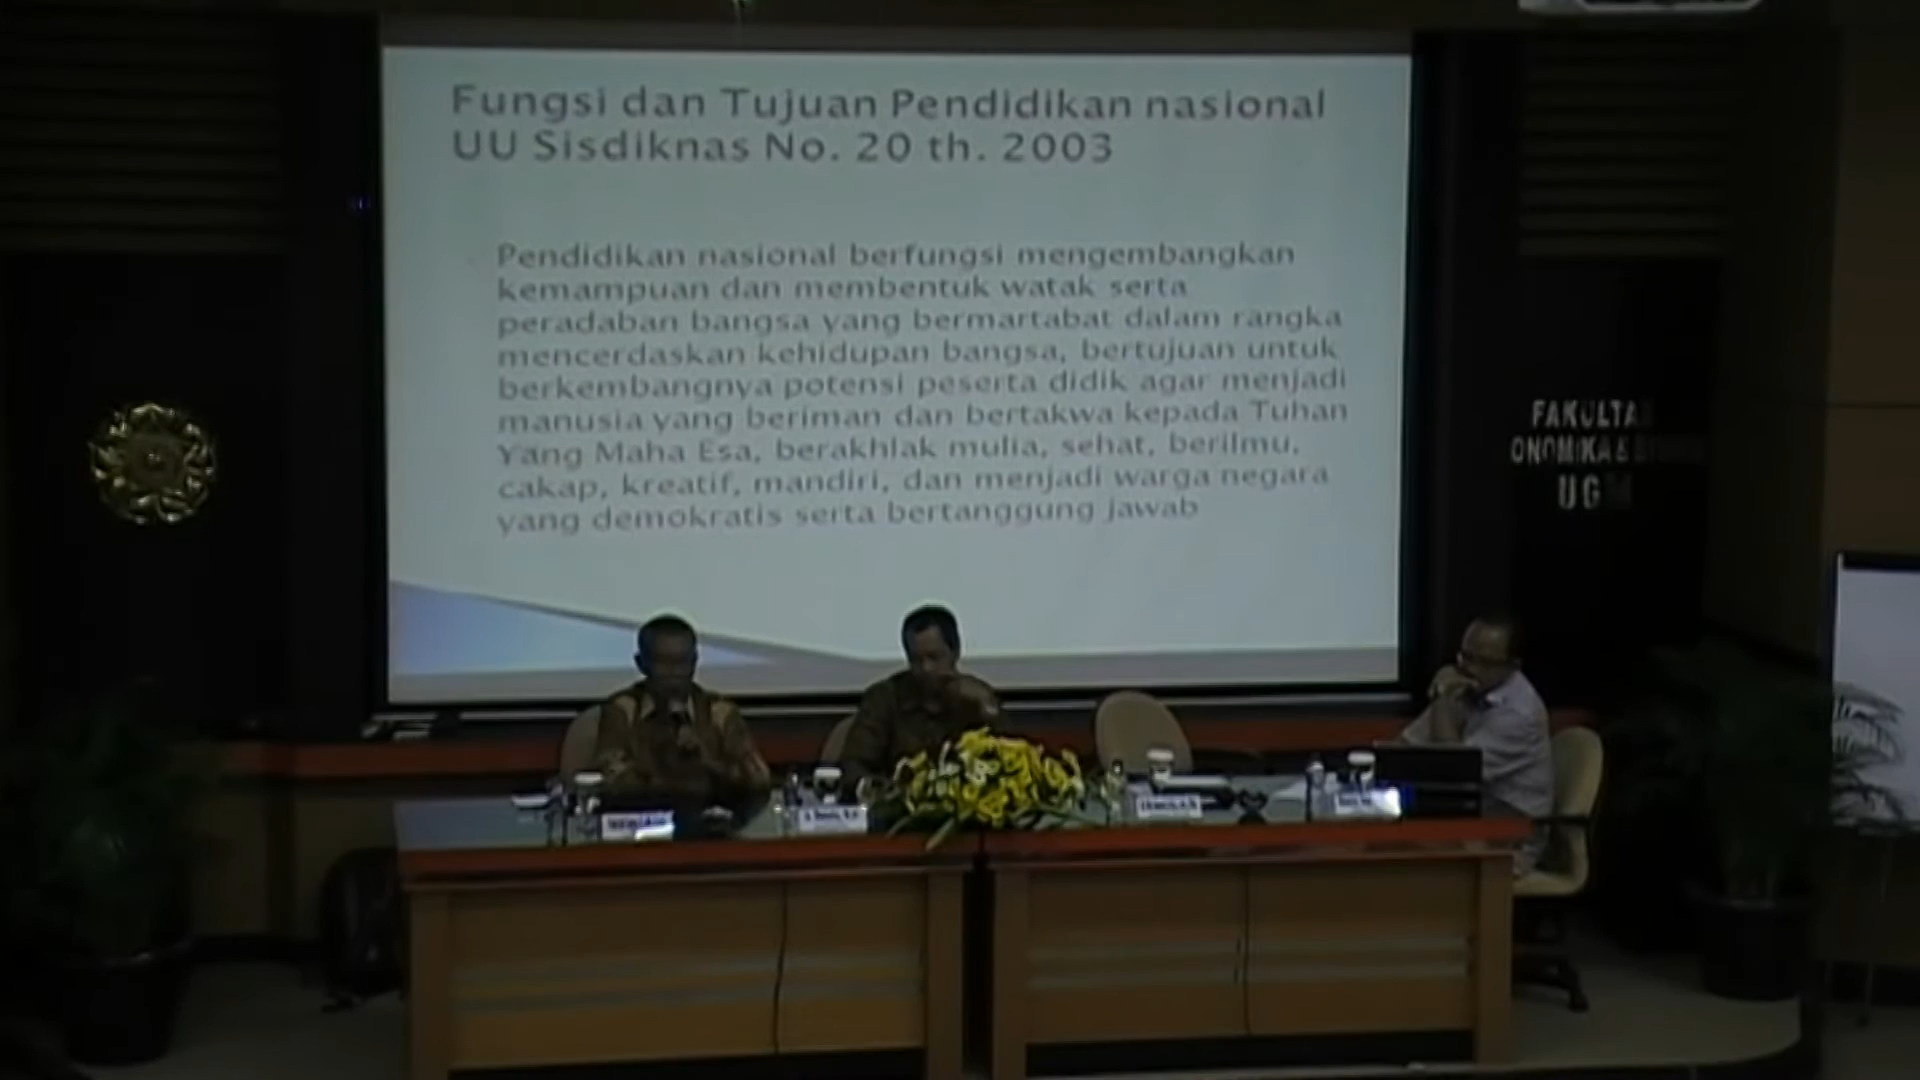 Fungsi dan Tujuan Pendidikan nasional
UU Sisdiknas No. 20 th. 2003
Pendidikan nasional berfungsi mengembangkan
kemampuan dan membentuk watak serta
peradaban bangsa yang bermartabat dalam rangka
mencerdaskan kehidupan bangsa, bertujuan untuk
berkembangnya potensi peserta didik agar menjadi
manusia yang beriman dan bertakwa kepada Tuhan
Yang Maha Esa, berakhlak mulia, sehat, berilmu,
cakap, kreatif, mandiri, dan menjadi warga negara
yang demokratis serta bertanggung jawab
FAKULTA
ONOMIKA &
UGM